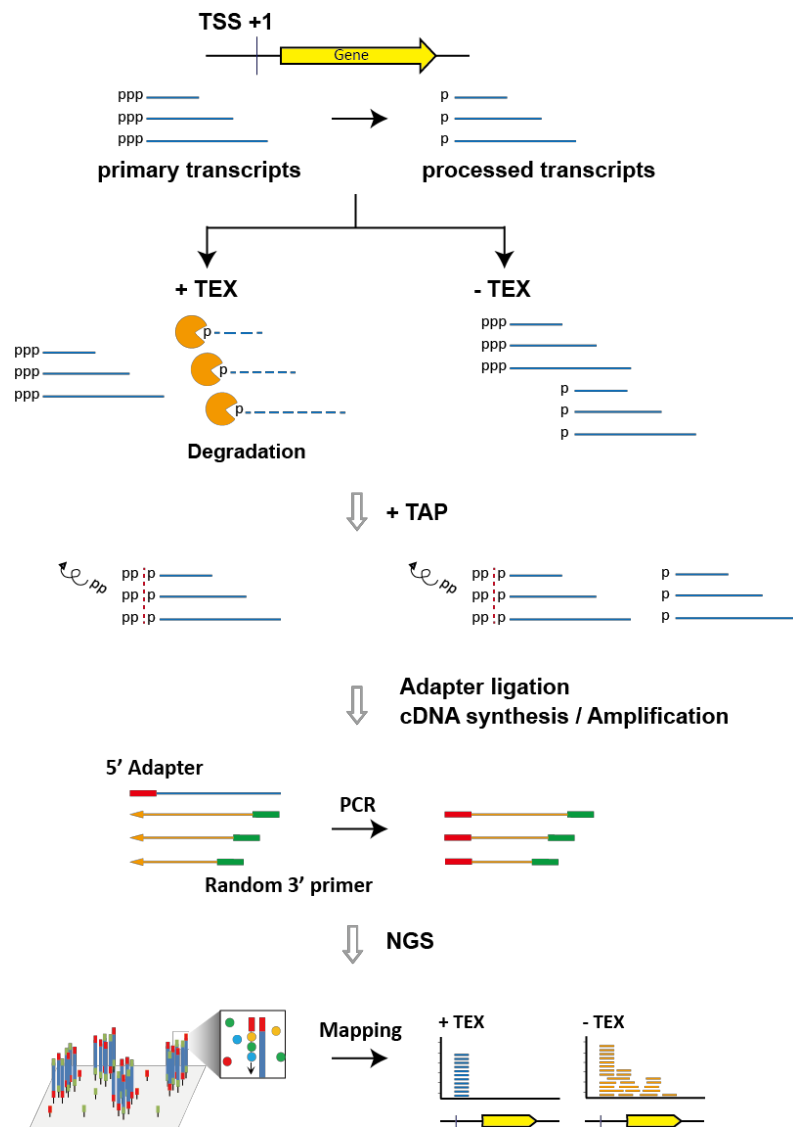 TSS +1
Gene
ppp p
ppp p
ppp p
primary transcripts processed transcripts
+ TEX - TEX
p
ppp
ppp
ppp
p
ppp
ppp
p
ppp
p
p
p
Degradation
+ TAP
pp
pp p
pp p
pp p
pp
pp p
pp p
pp p
p
p
p
Adapter ligation
cDNA synthesis / Amplification
5' Adapter
PCR
Random 3' primer
NGS
Mapping
+ TEX - TEX